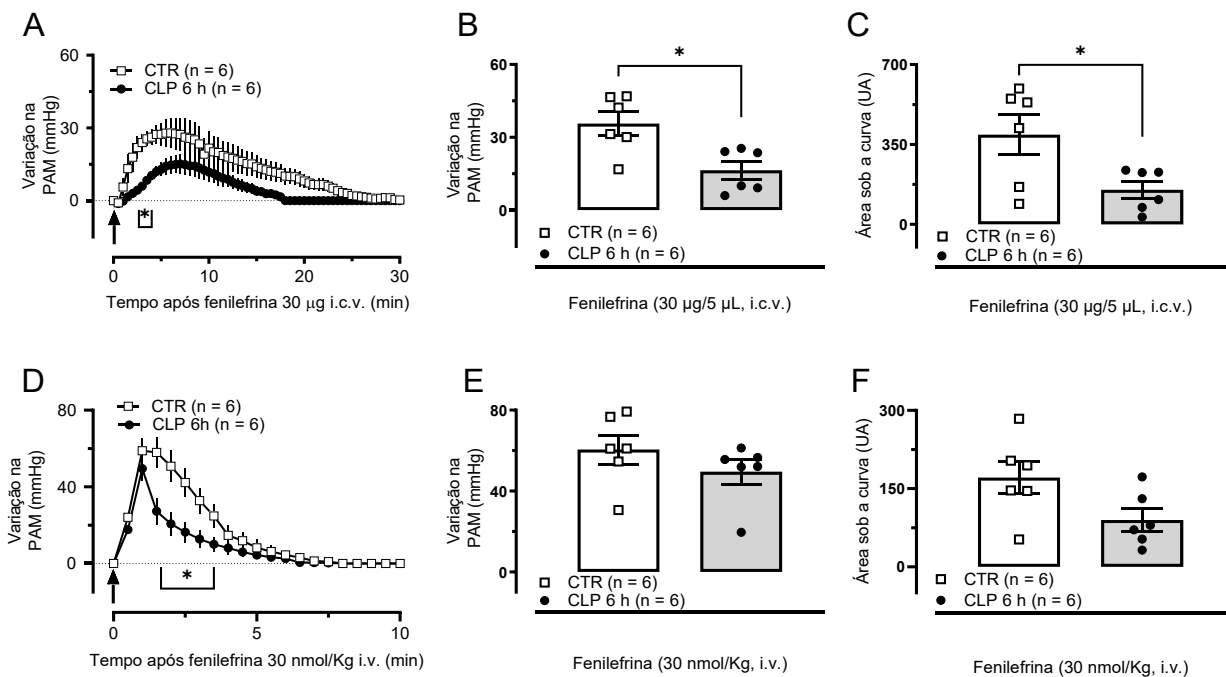 A
60
30
0
Variação na
PAM (mmHg)
CTR (n = 6)
CLP 6 h (n = 6)
*
0
10
20
30
Tempo após fenilefrina 30 μg i.c.v. (min)
B
*
60
30
0
Variação na
PAM (mmHg)
CTR (n = 6)
CLP 6 h (n = 6)
Fenilefrina (30 µg/5 µL, i.c.v.)
C
*
700
350
0
Área sob a curva (UA)
CTR (n = 6)
CLP 6 h (n = 6)
Fenilefrina (30 µg/5 µL, i.c.v.)
D
80
40
0
Variação na
PAM (mmHg)
CTR (n = 6)
CLP 6h (n = 6)
*
0
5
10
Tempo após fenilefrina 30 nmol/Kg i.v. (min)
E
80
40
0
Variação na
PAM (mmHg)
CTR (n = 6)
CLP 6 h (n = 6)
Fenilefrina (30 nmol/Kg, i.v.)
F
300
150
0
Área sob a curva (UA)
CTR (n = 6)
CLP 6 h (n = 6)
Fenilefrina (30 nmol/Kg, i.v.)